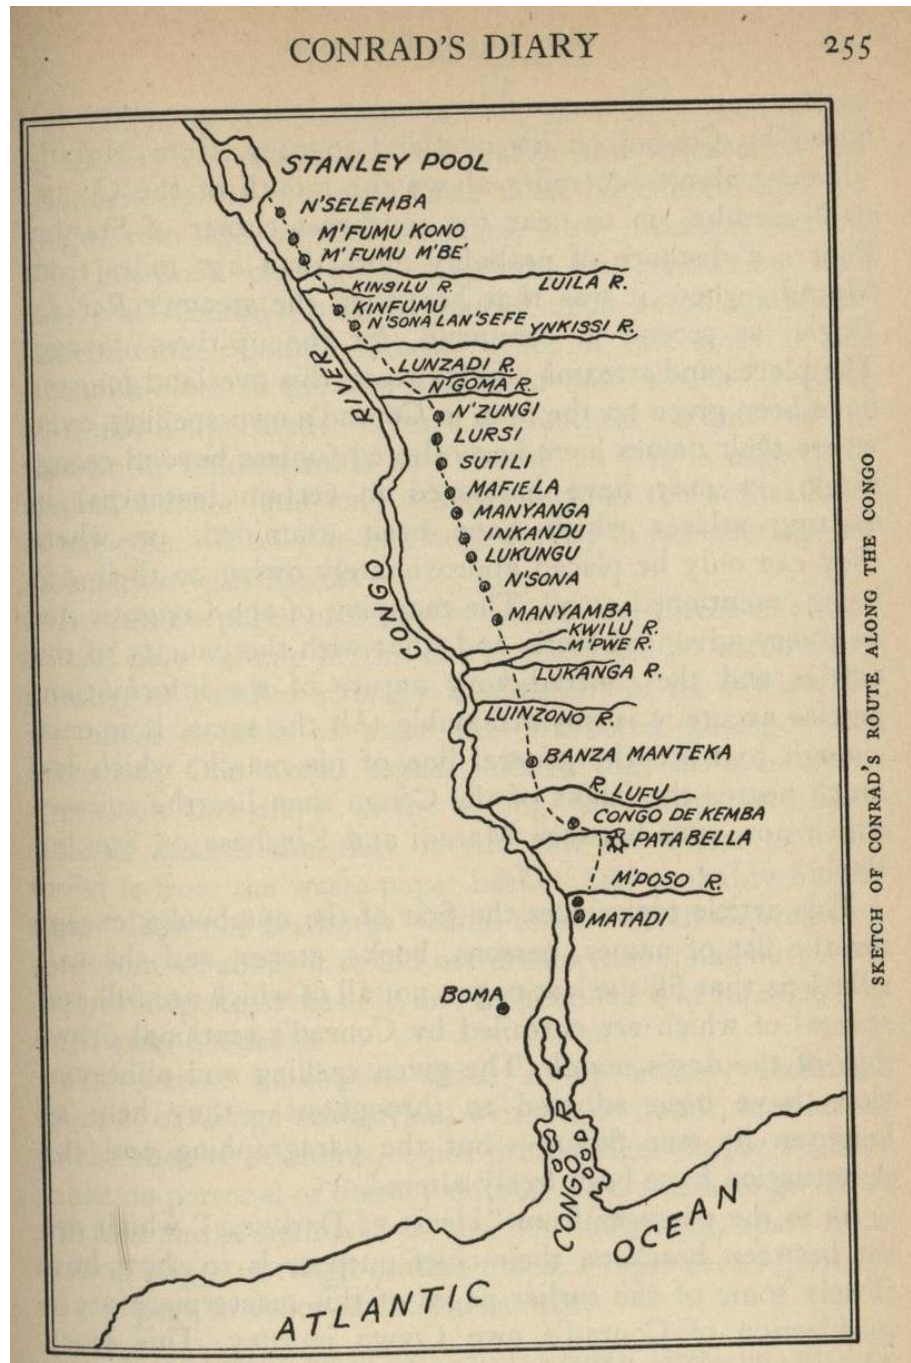 CONRAD'S DIARY 255
STANLEY POOL
N'SELEMBA
M'FUMU KONO
M'FUMU M'BE'
LUILA R.
KINGILU R.
KINFUMU
N'SONA LAN'SEFE
YNKISSI R.
LUNZADI R.
N'GOMA R.
N'ZUNGI
LURSI
SUTILI
MAFIELA
MANYANGA
INKANDU
LUKUNGU
N'SONA
MANYAMBA
KWILU R.
M'PWE R.
LUKANGA R.
LUINZONO R.
BANZA MANTEKA
R. LUFU
CONGO DE KEMBA
PATABELLA
M'POSO R.
MATADI
BOMA
CONGO RIVER
CONGO
ATLANTIC OCEAN
SKETCH OF CONRAD'S ROUTE ALONG THE CONGO